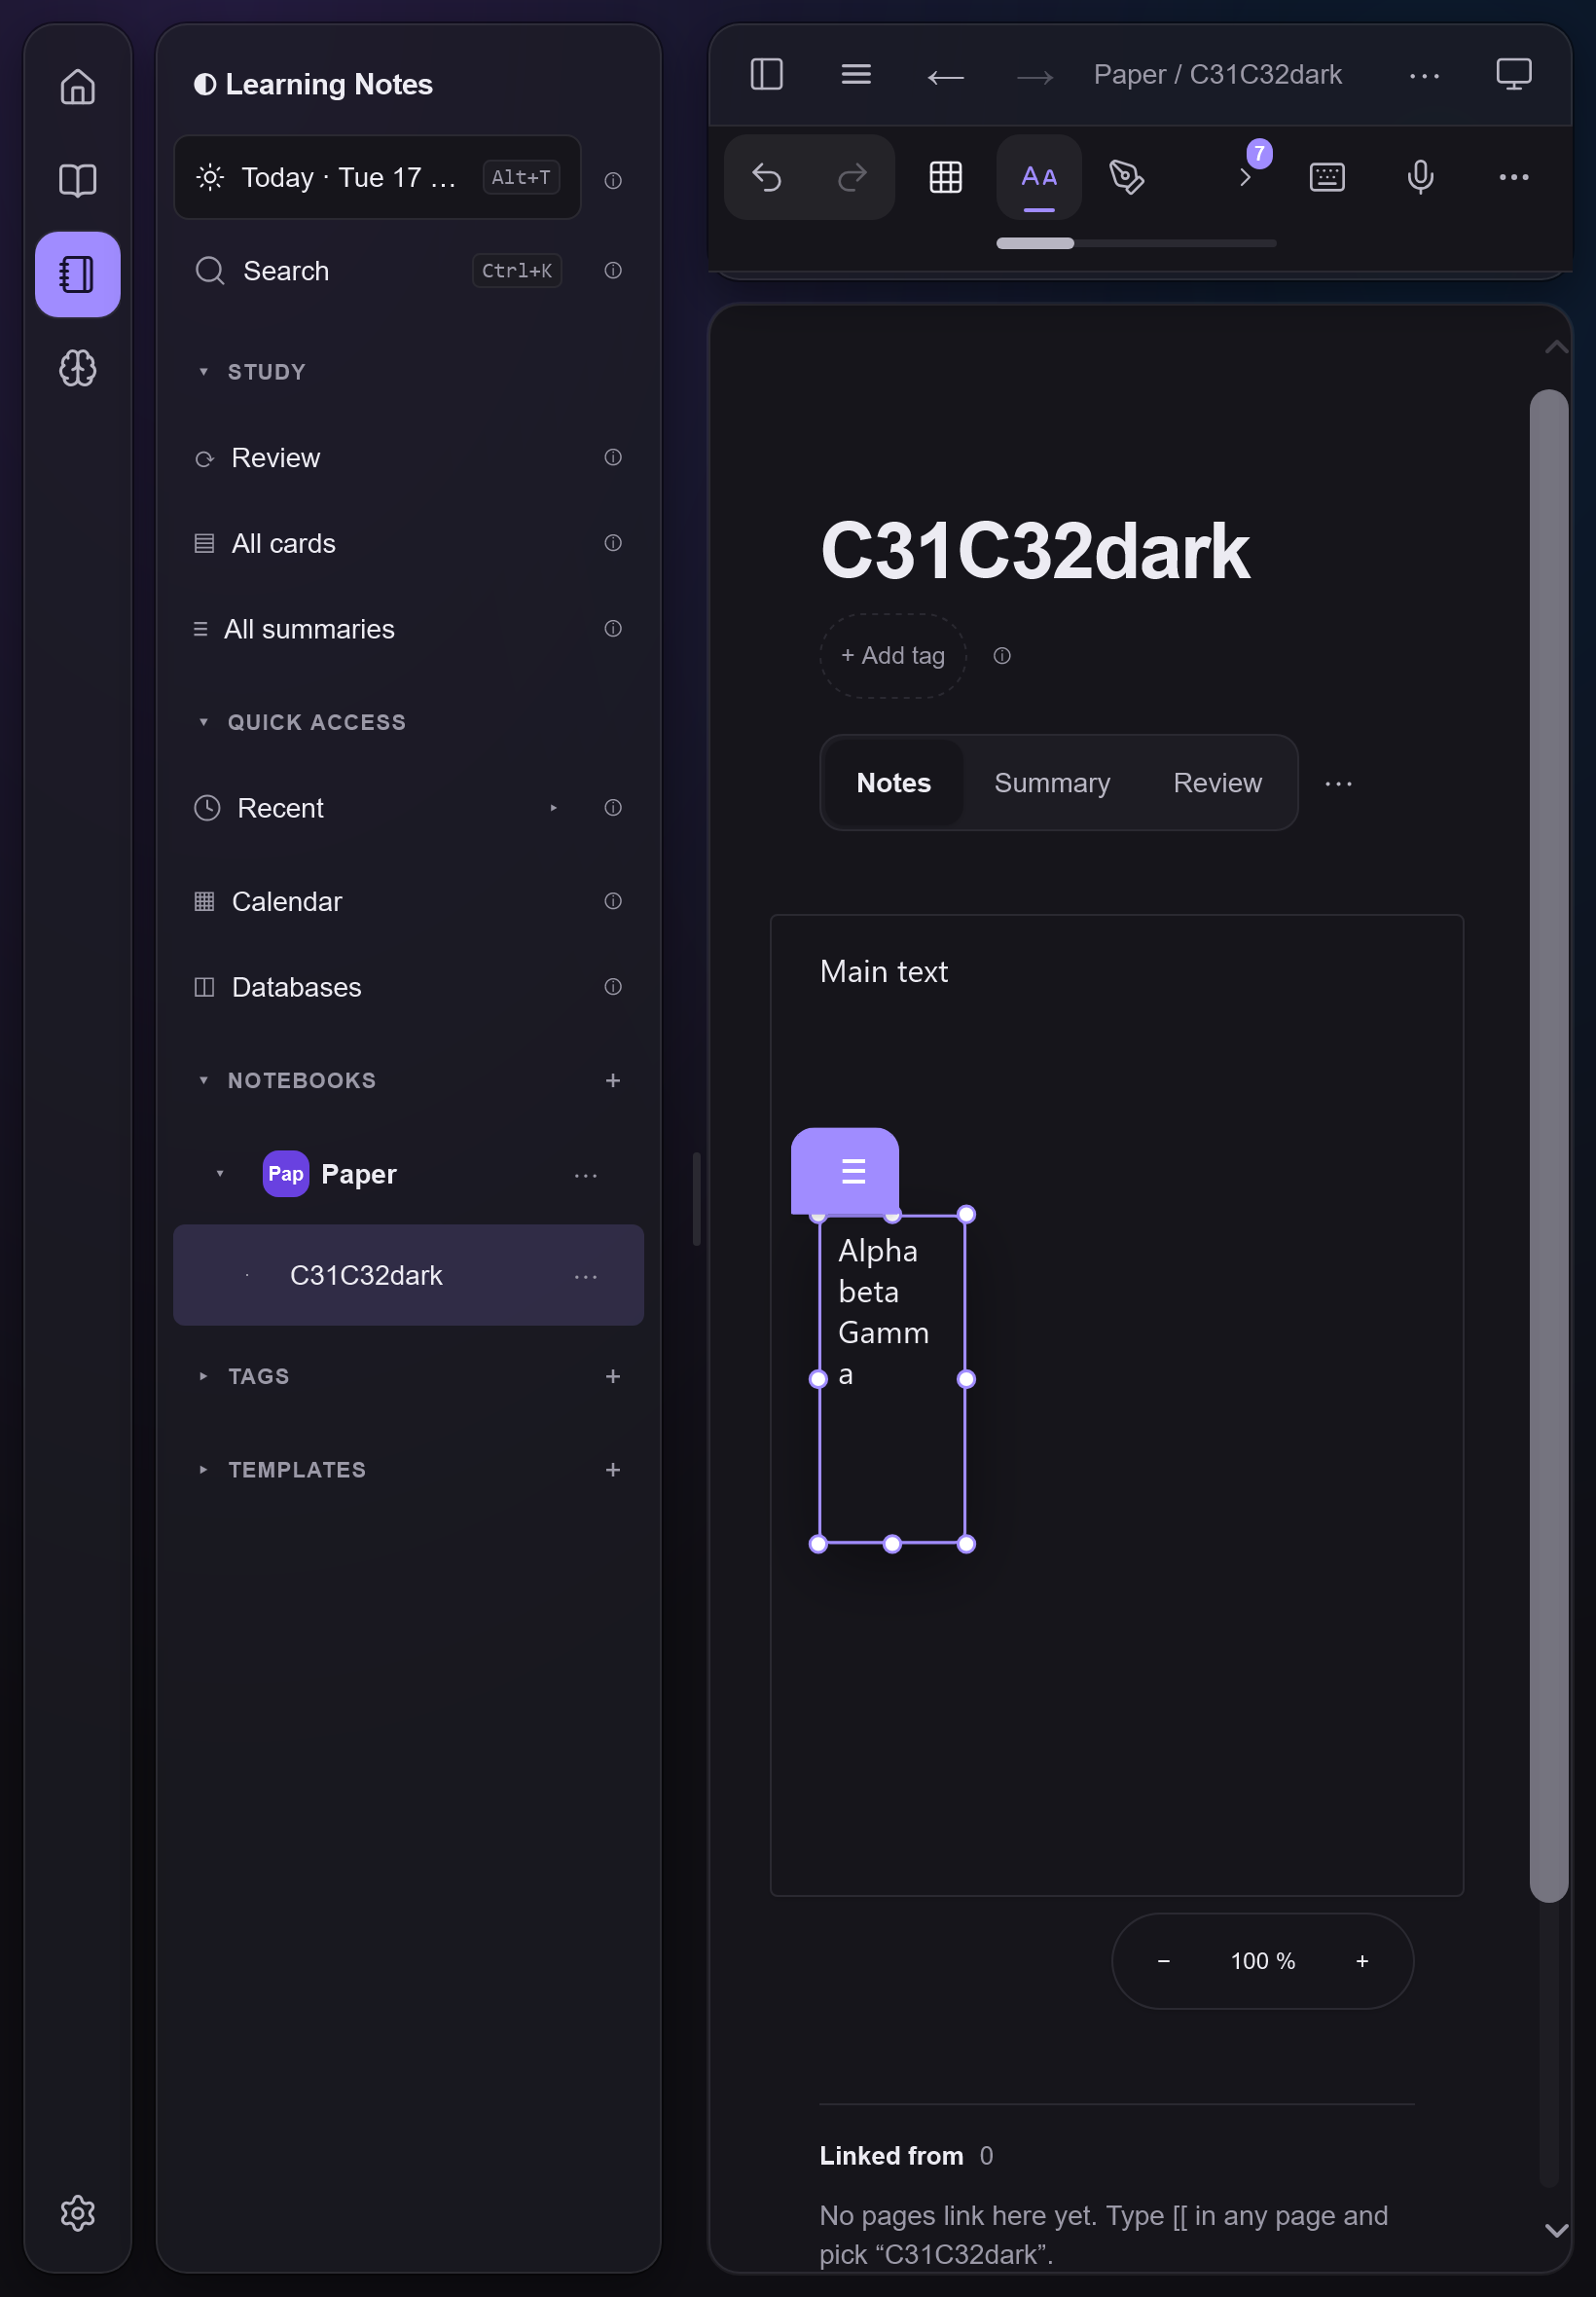 Learning Notes
Today · Tue 17 … Alt+T
Search Ctrl+K
STUDY
Review
All cards
All summaries
QUICK ACCESS
Recent
Calendar
Databases
NOTEBOOKS +
Pap Paper ...
C31C32dark ...
TAGS +
TEMPLATES +
Paper / C31C32dark ...
AA 7
C31C32dark
+ Add tag
Notes Summary Review ...
Main text
Alpha
beta
Gamm
a
− 100 % +
Linked from 0
No pages link here yet. Type [[ in any page and
pick “C31C32dark”.